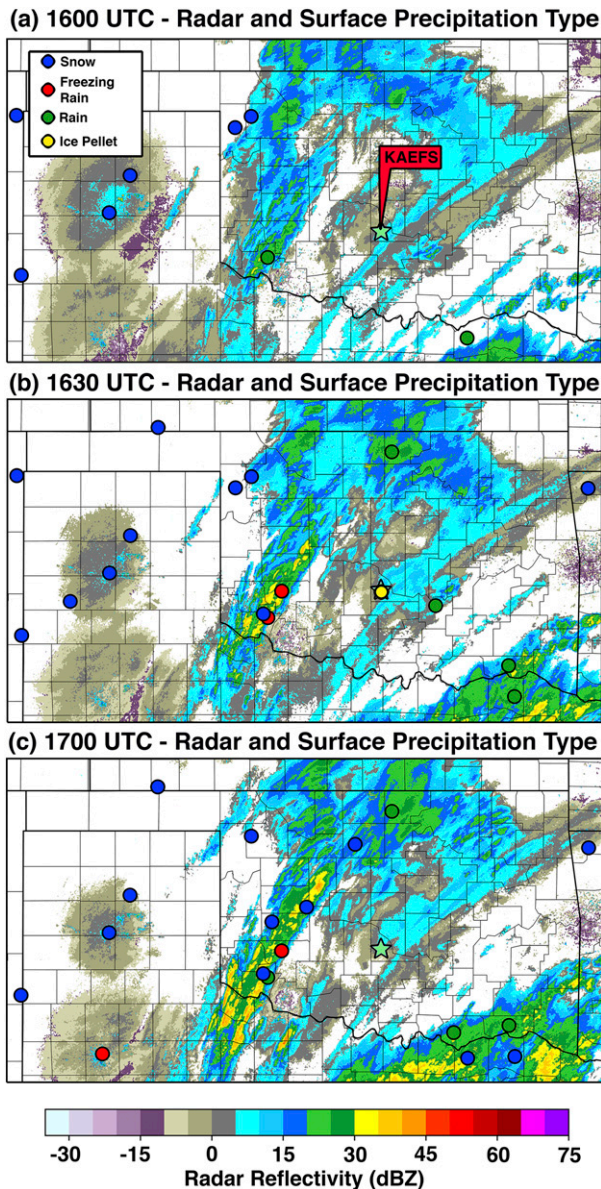 (a) 1600 UTC - Radar and Surface Precipitation Type
Snow
Freezing
Rain
Rain
Ice Pellet
KAEFS
(b) 1630 UTC - Radar and Surface Precipitation Type
(c) 1700 UTC - Radar and Surface Precipitation Type
-30 -15 0 15 30 45 60 75
Radar Reflectivity (dBZ)